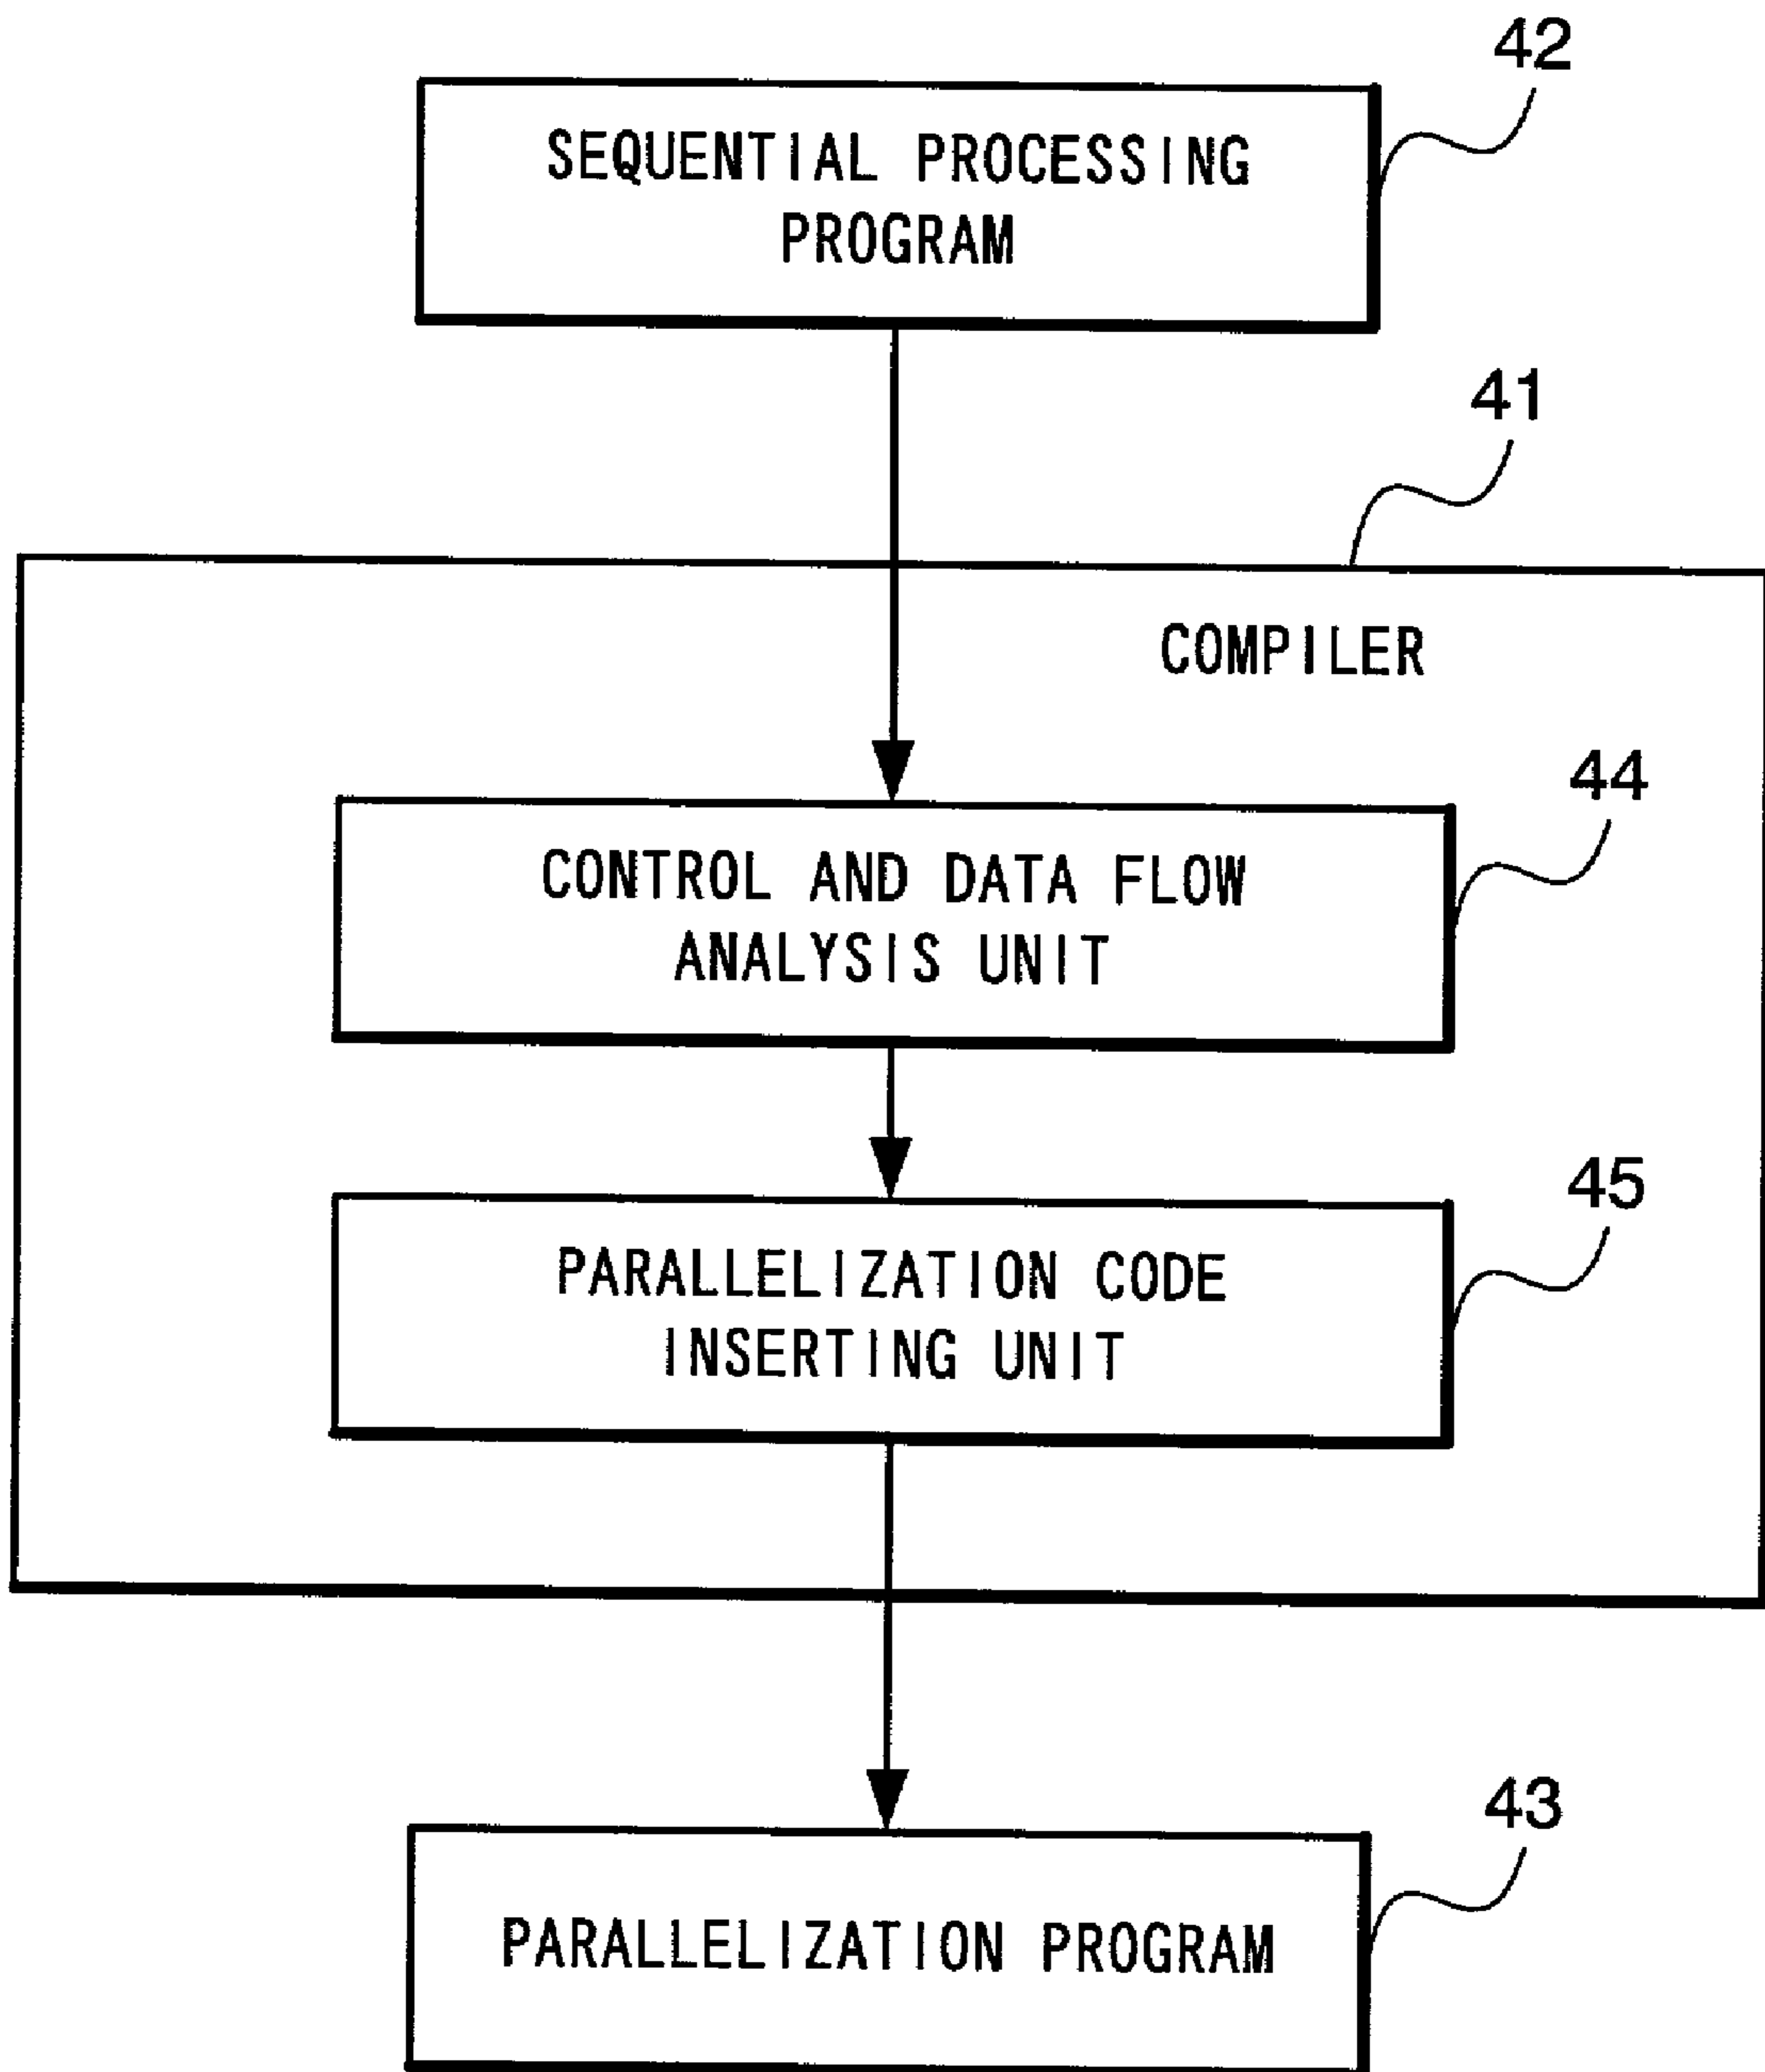 42
SEQUENTIAL PROCESSING
PROGRAM
41
COMPILER
44
CONTROL AND DATA FLOW
ANALYSIS UNIT
45
PARALLELIZATION CODE
INSERTING UNIT
43
PARALLELIZATION PROGRAM